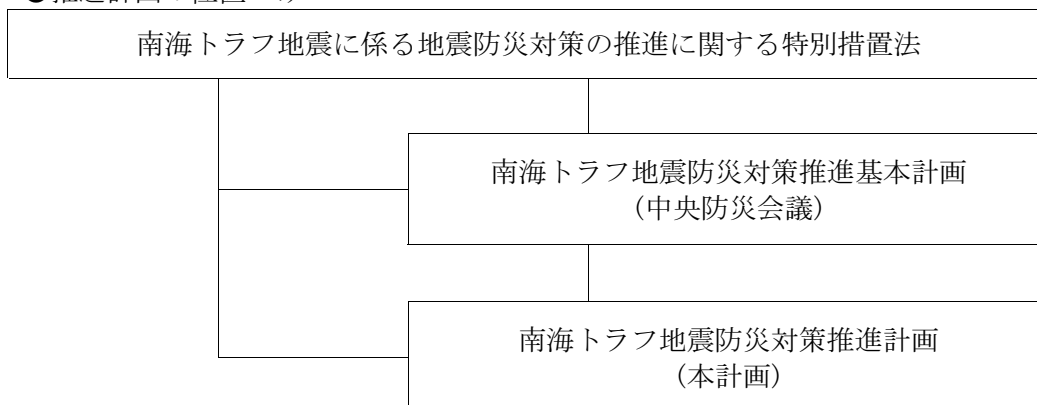 南海トラフ地震に係る地震防災対策の推進に関する特別措置法
南海トラフ地震防災対策推進基本計画
（中央防災会議）
南海トラフ地震防災対策推進計画
（本計画）